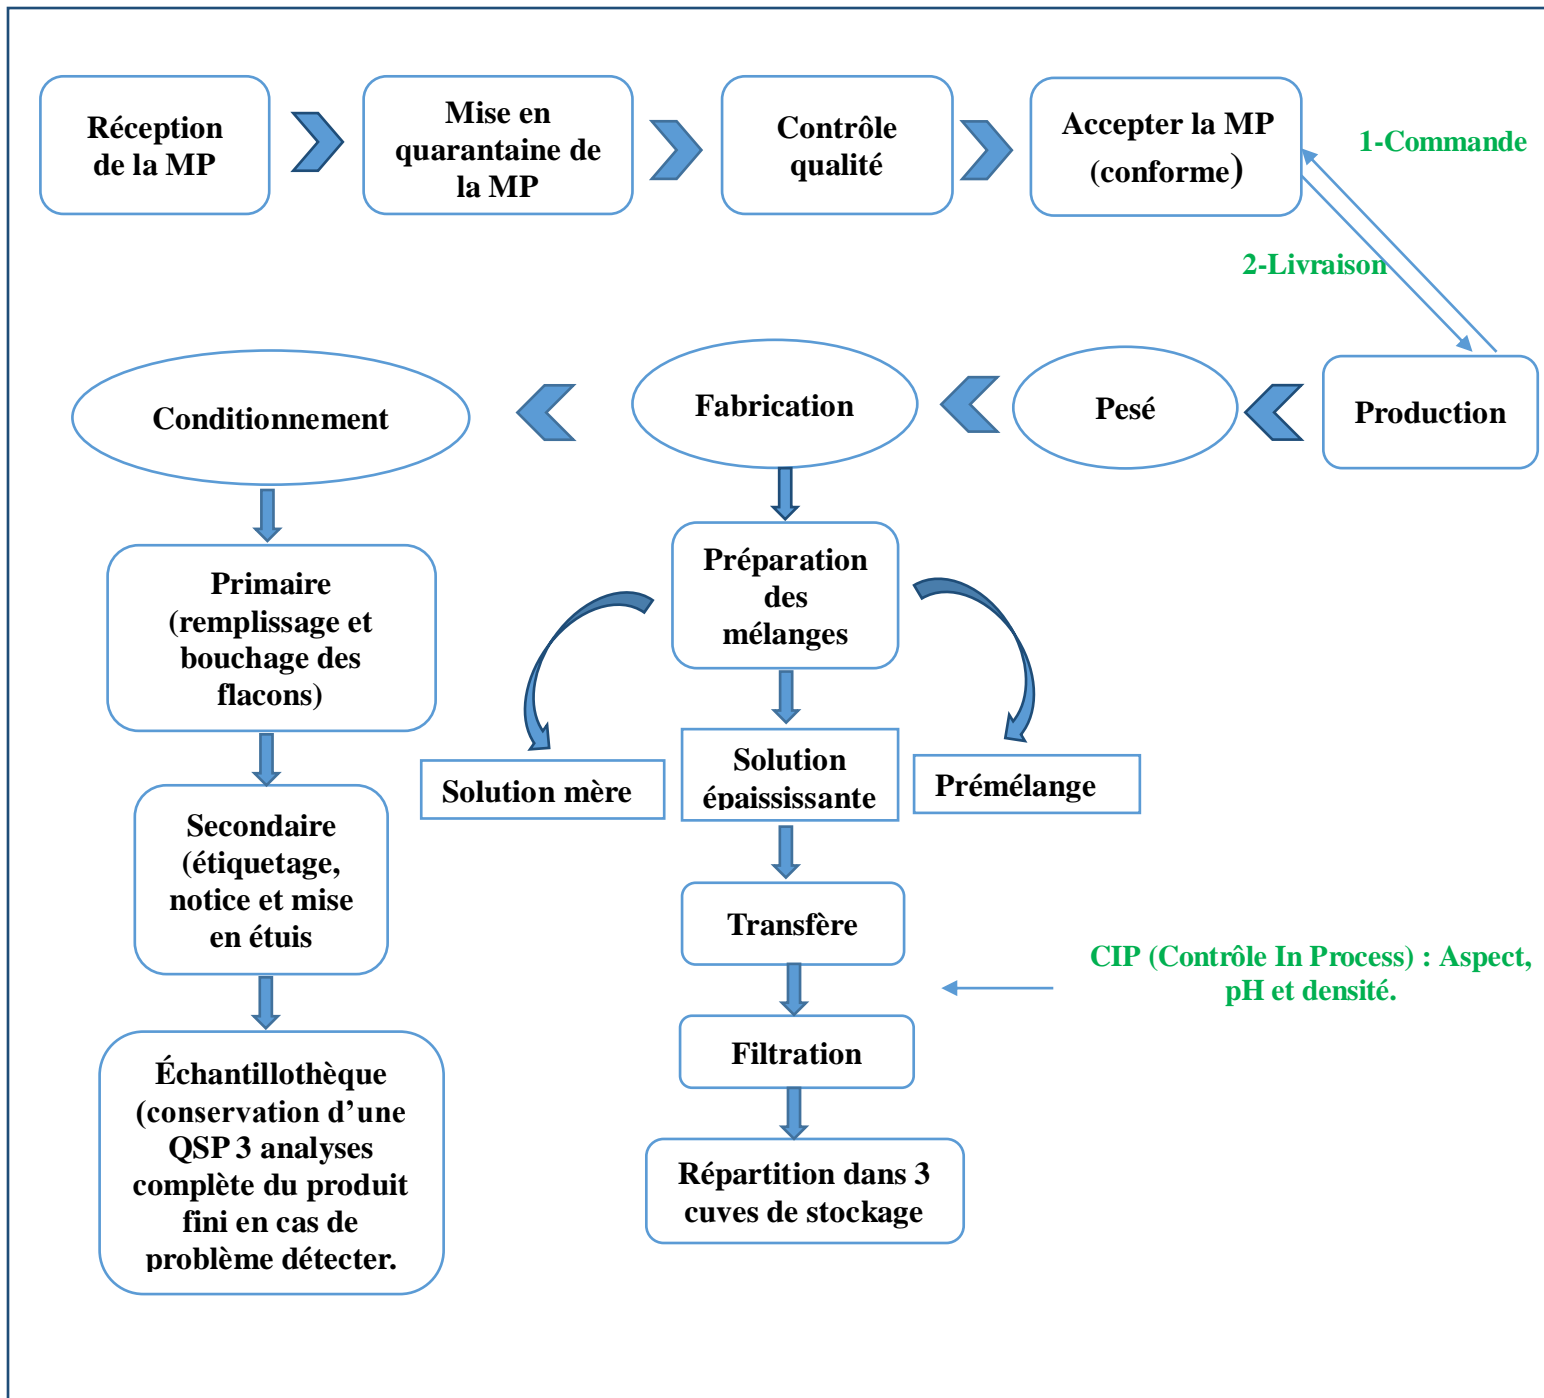 Réception
de la MP
Mise en
quarantaine de
la MP
Contrôle
qualité
Accepter la MP
(conforme)
1-Commande
2-Livraison
Conditionnement
Fabrication
Pesé
Production
Primaire
(remplissage et
bouchage des
flacons)
Préparation
des
mélanges
Solution mère
Solution
épaississante
Prémélange
Secondaire
(étiquetage,
notice et mise
en étuis
Transfère
CIP (Contrôle In Process) : Aspect,
pH et densité.
Filtration
Échantillothèque
(conservation d’une
QSP 3 analyses
complète du produit
fini en cas de
problème détecter.
Répartition dans 3
cuves de stockage